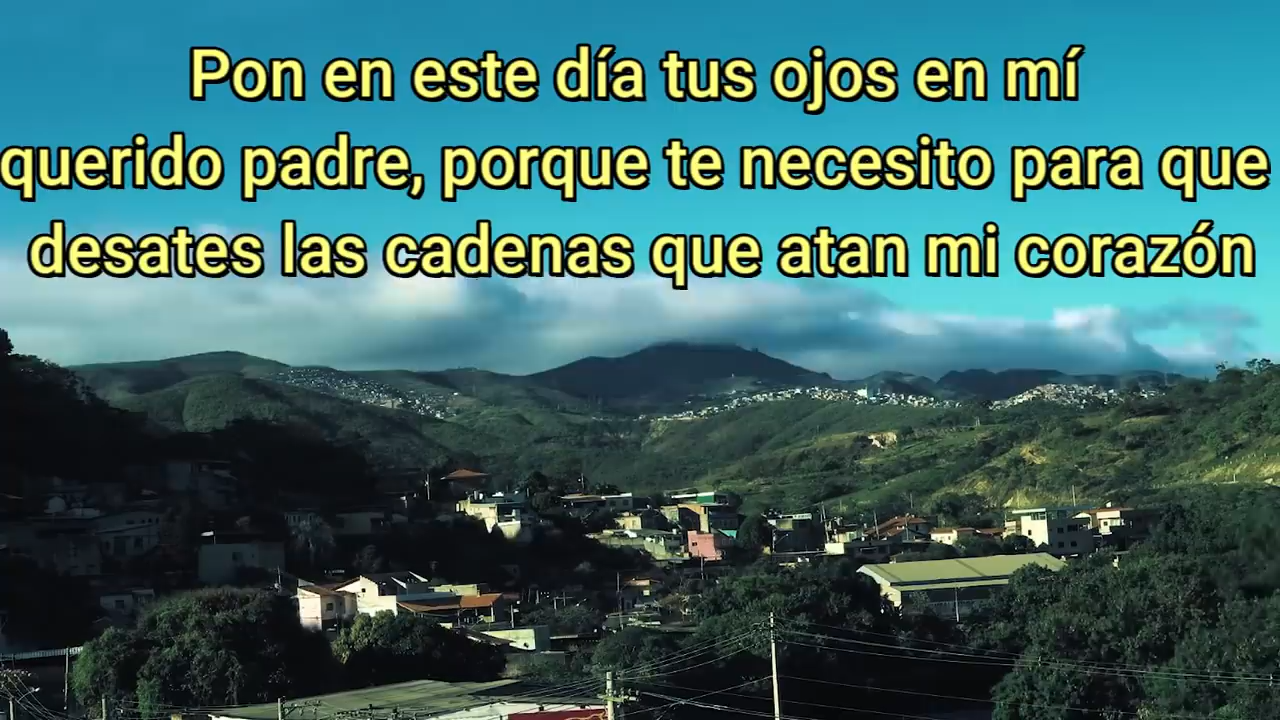 Pon en este día tus ojos en mí
querido padre, porque te necesito para que
desates las cadenas que atan mi corazón